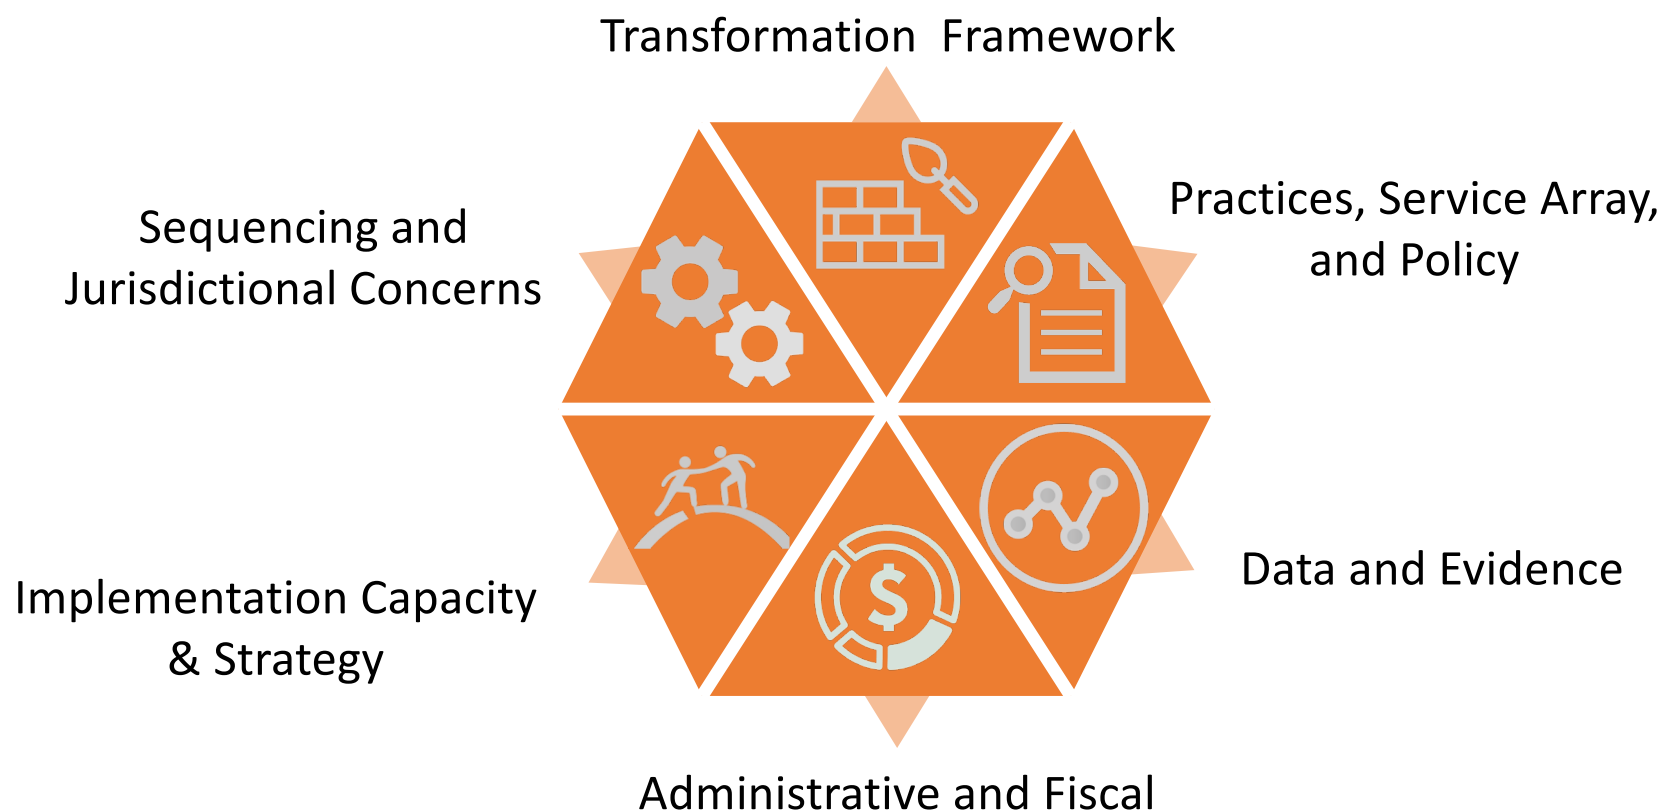 Transformation Framework
Practices, Service Array,
and Policy
Sequencing and
Jurisdictional Concerns
Data and Evidence
Implementation Capacity
& Strategy
$
Administrative and Fiscal